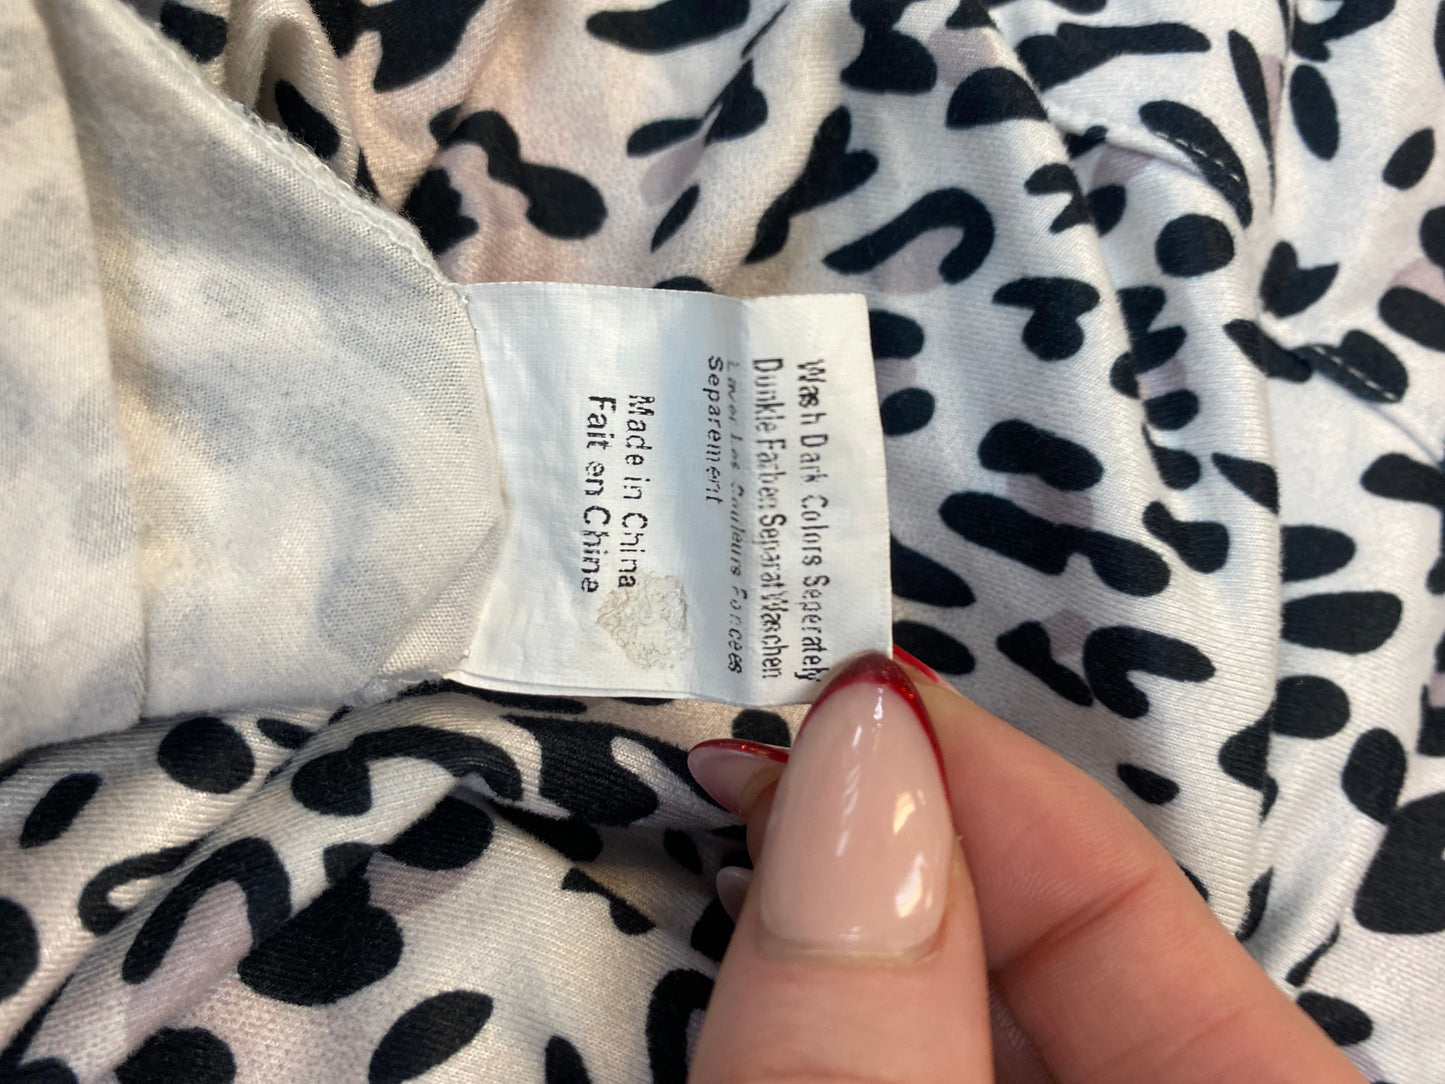 Wash Dark Colors Seperately
Dunkle Farben Separat Waschen
Laver Les Couleurs Foncees
Separement
Made in China
Fait en Chine